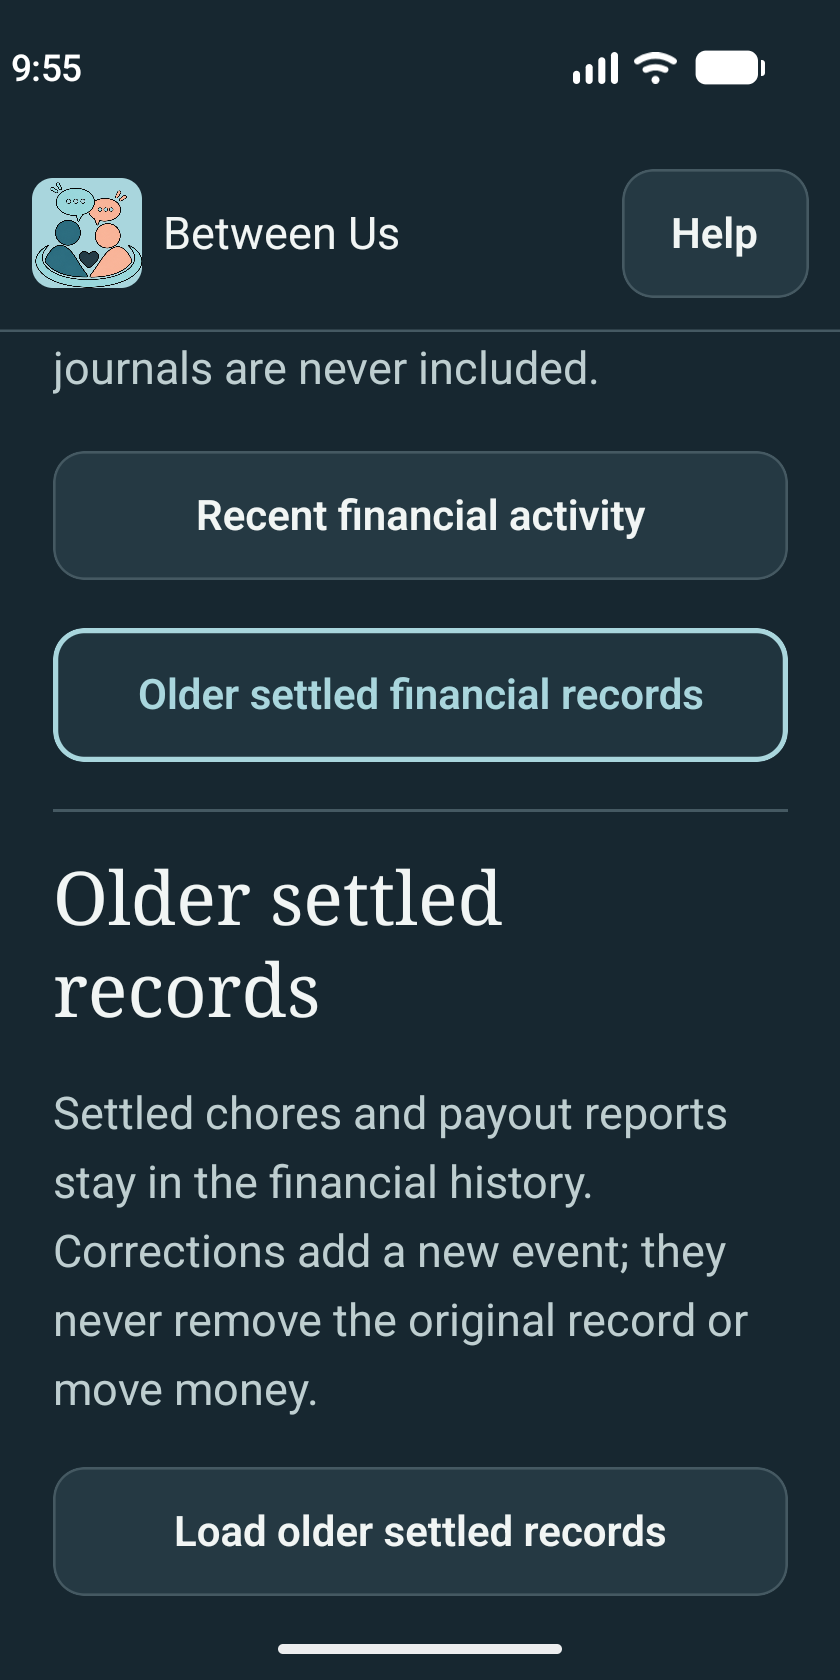 9:55
Between Us
Help
journals are never included.
Recent financial activity
Older settled financial records
Older settled
records
Settled chores and payout reports
stay in the financial history.
Corrections add a new event; they
never remove the original record or
move money.
Load older settled records